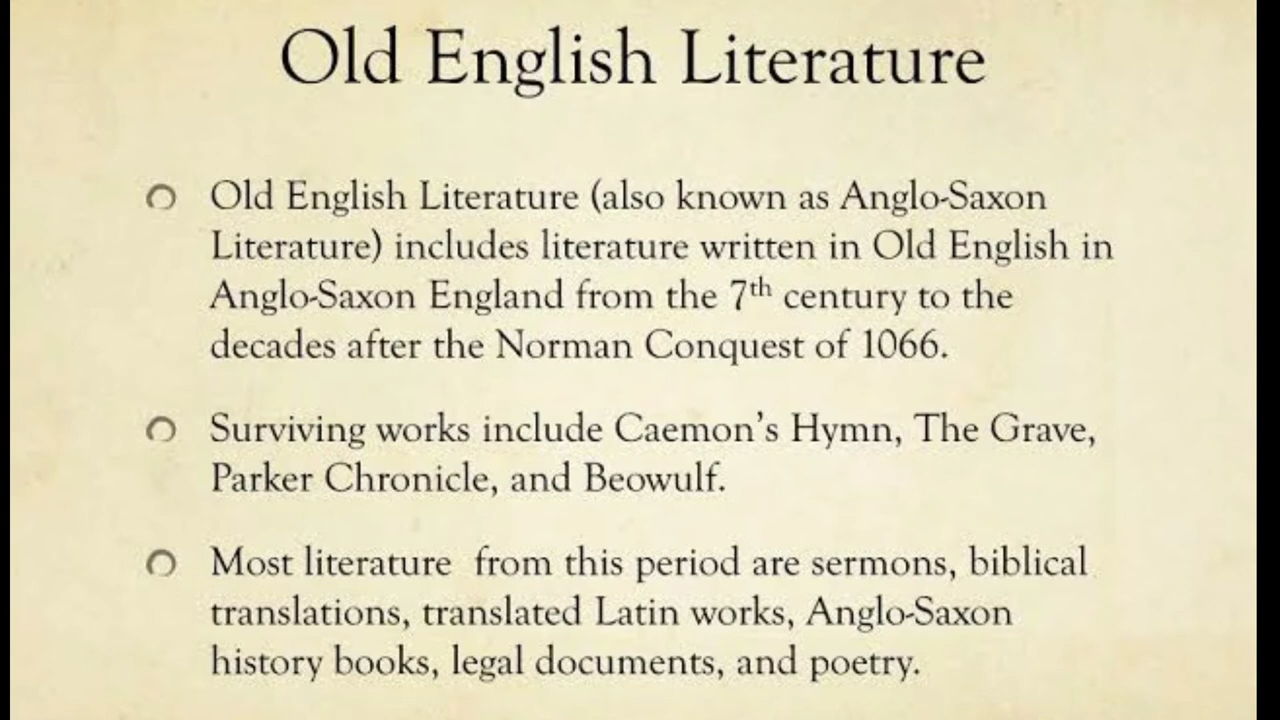 Old English Literature
Old English Literature (also known as Anglo-Saxon
Literature) includes literature written in Old English in
Anglo-Saxon England from the 7th century to the
decades after the Norman Conquest of 1066.
Surviving works include Caemon's Hymn, The Grave,
Parker Chronicle, and Beowulf.
Most literature  from this period are sermons, biblical
translations, translated Latin works, Anglo-Saxon
history books, legal documents, and poetry.